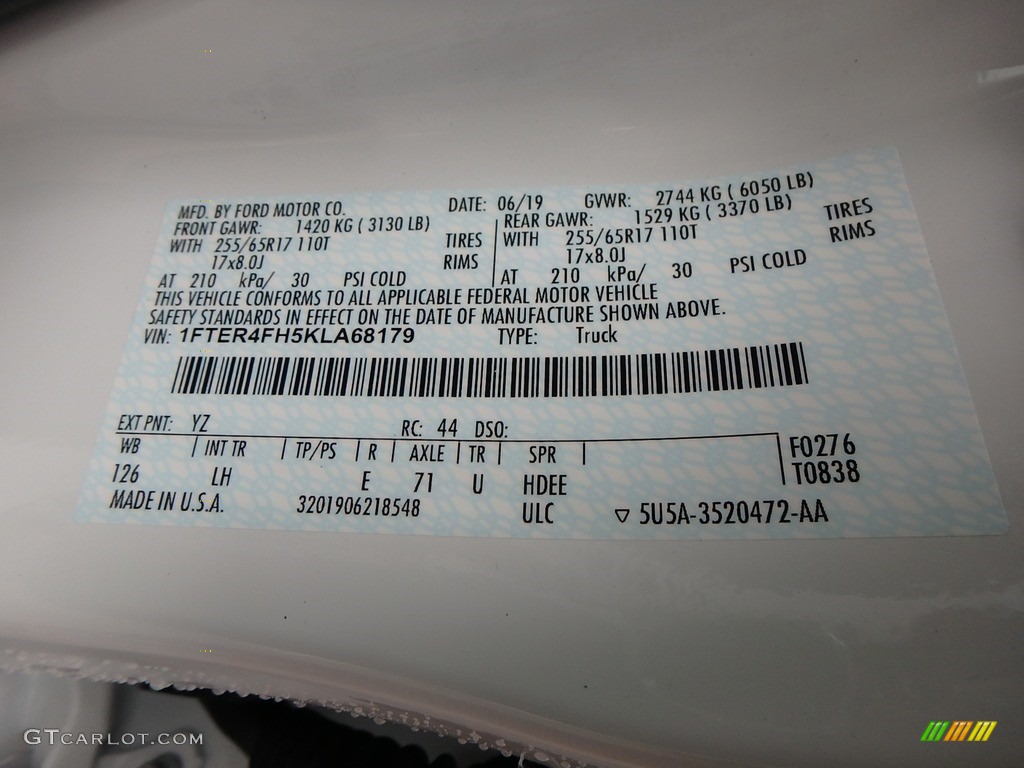 MFD. BY FORD MOTOR CO. DATE: 06/19 GVWR: 2744 KG ( 6050 LB)
FRONT GAWR: 1420 KG ( 3130 LB) REAR GAWR: 1529 KG ( 3370 LB)
WITH 255/65R17 110T TIRES WITH 255/65R17 110T TIRES
17x8.0J RIMS 17x8.0J RIMS
AT 210 kPa/ 30 PSI COLD AT 210 kPa/ 30 PSI COLD
THIS VEHICLE CONFORMS TO ALL APPLICABLE FEDERAL MOTOR VEHICLE
SAFETY STANDARDS IN EFFECT ON THE DATE OF MANUFACTURE SHOWN ABOVE.
VIN: 1FTER4FH5KLA68179 TYPE: Truck
EXT PNT: YZ RC: 44 DSO:
WB INT TR TP/PS R AXLE TR SPR F0276
126 LH E 71 U HDEE T0838
MADE IN U.S.A. 3201906218548 ULC ▽ 5U5A-3520472-AA
GTCARLOT.COM